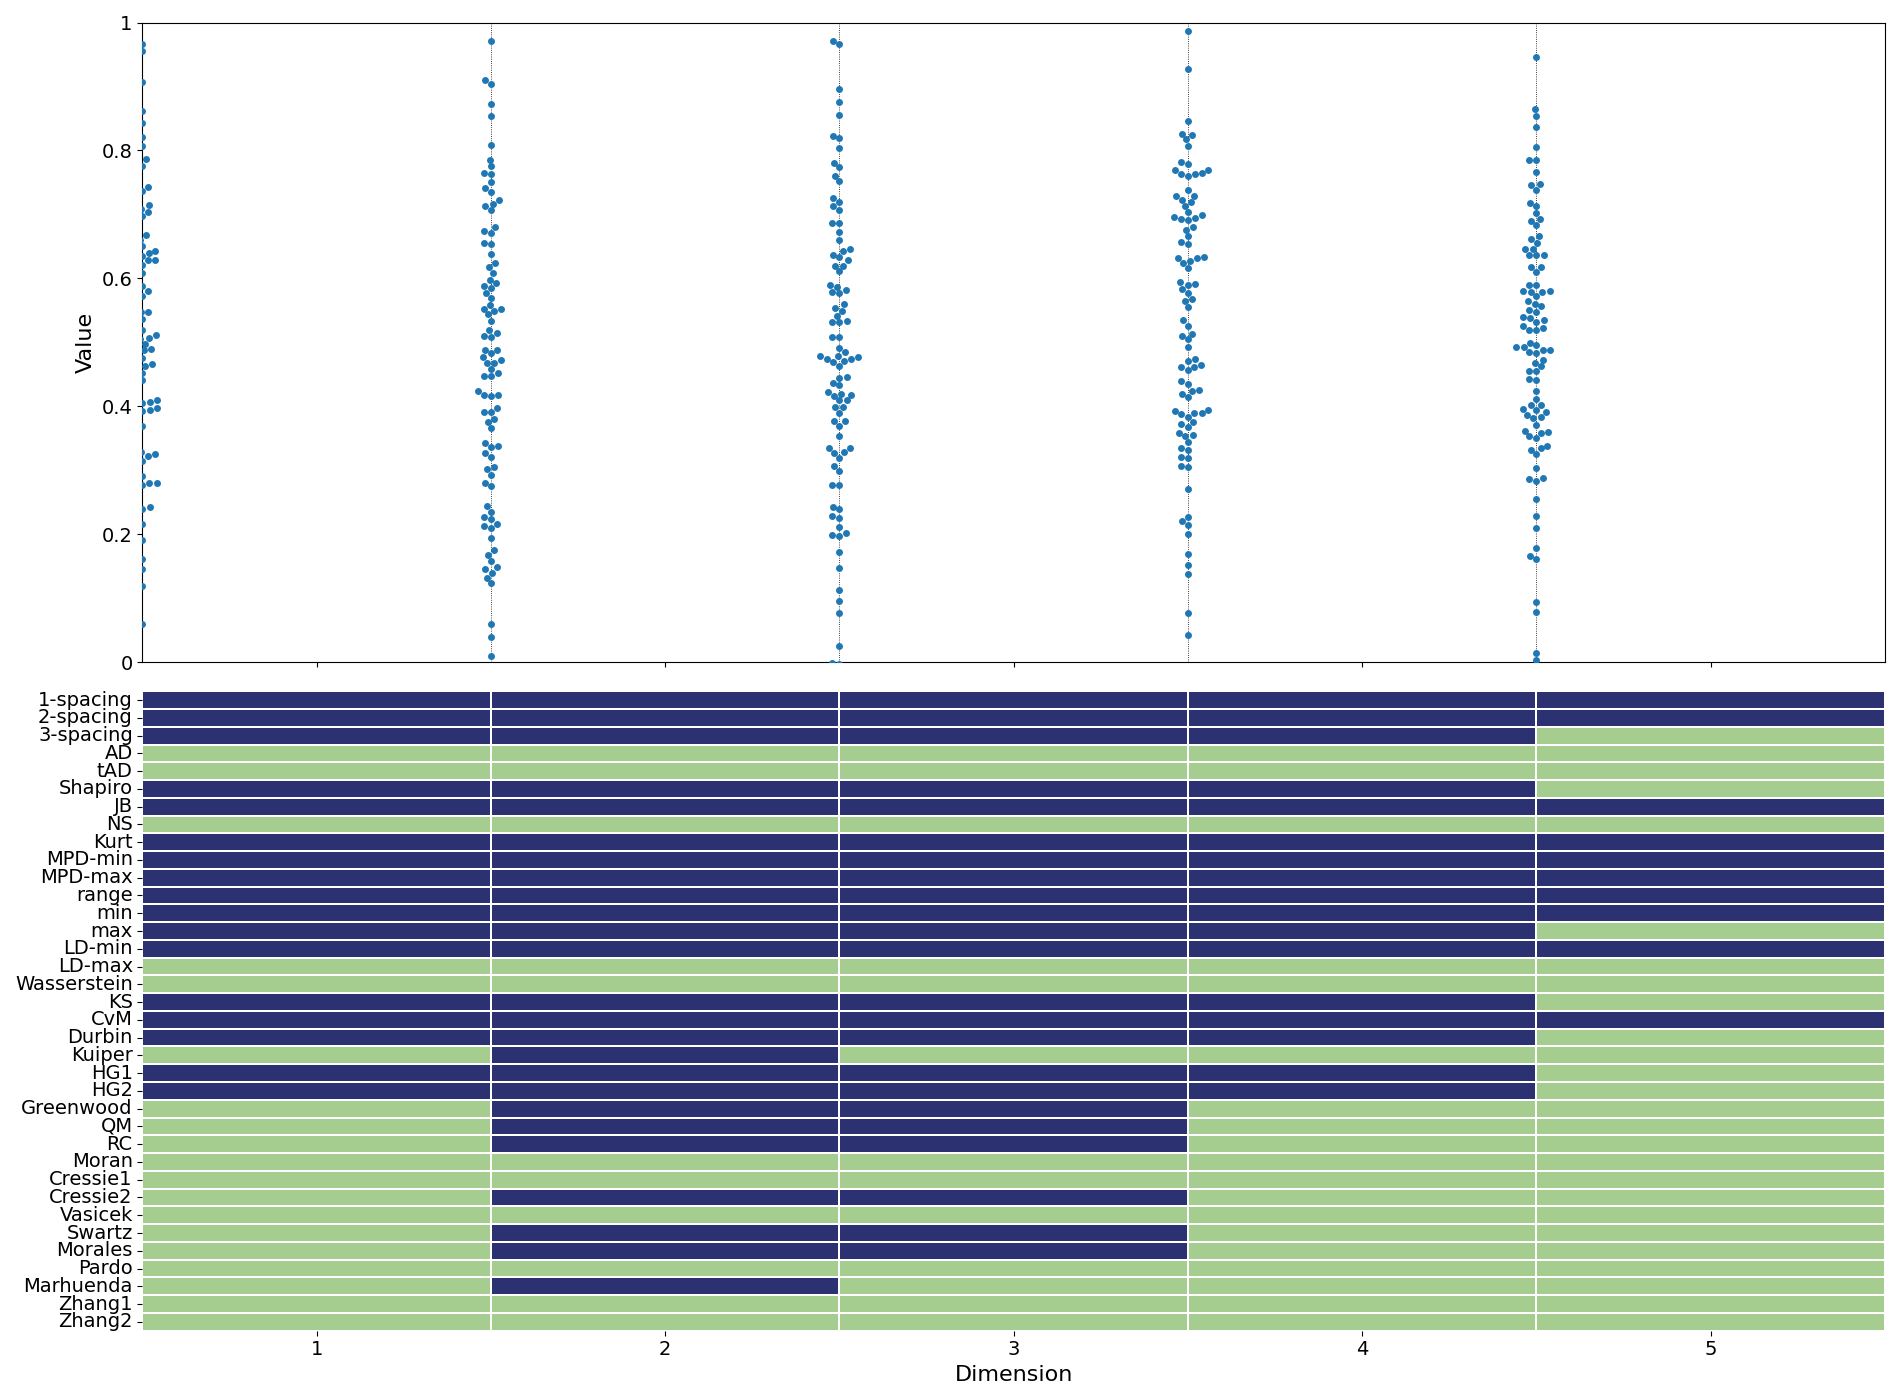 1
0.8
0.6
0.4
0.2
0
Value
1-spacing
2-spacing
3-spacing
AD
tAD
Shapiro
JB
NS
Kurt
MPD-min
MPD-max
range
min
max
LD-min
LD-max
Wasserstein
KS
CvM
Durbin
Kuiper
HG1
HG2
Greenwood
QM
RC
Moran
Cressie1
Cressie2
Vasicek
Swartz
Morales
Pardo
Marhuenda
Zhang1
Zhang2
1 2 3 4 5
Dimension